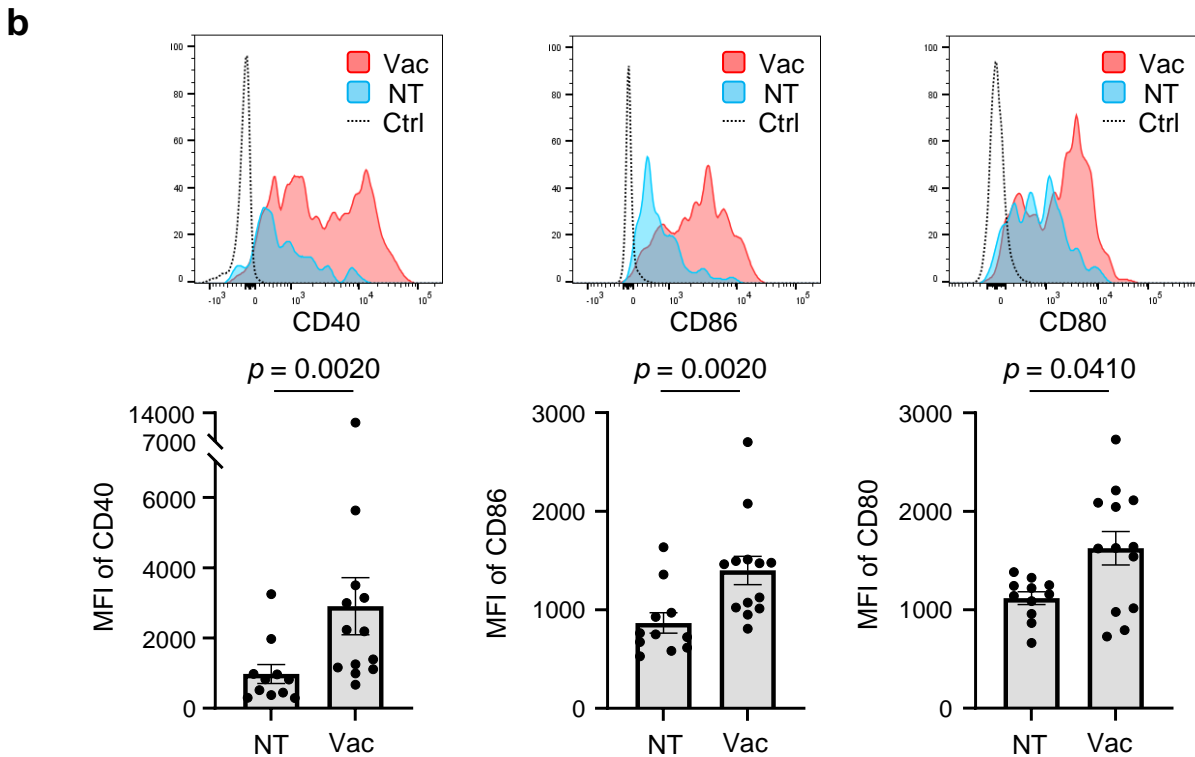 b
100
80
60
40
20
0
-10³ 0 10³ 10⁴ 10⁵
CD40
Vac
NT
Ctrl
100
80
60
40
20
0
-10³ 0 10³ 10⁴ 10⁵
CD86
Vac
NT
Ctrl
100
80
60
40
20
0
0 10³ 10⁴ 10⁵
CD80
Vac
NT
Ctrl
p = 0.0020
14000
7000
6000
4000
2000
0
MFI of CD40
NT Vac
p = 0.0020
3000
2000
1000
0
MFI of CD86
NT Vac
p = 0.0410
3000
2000
1000
0
MFI of CD80
NT Vac